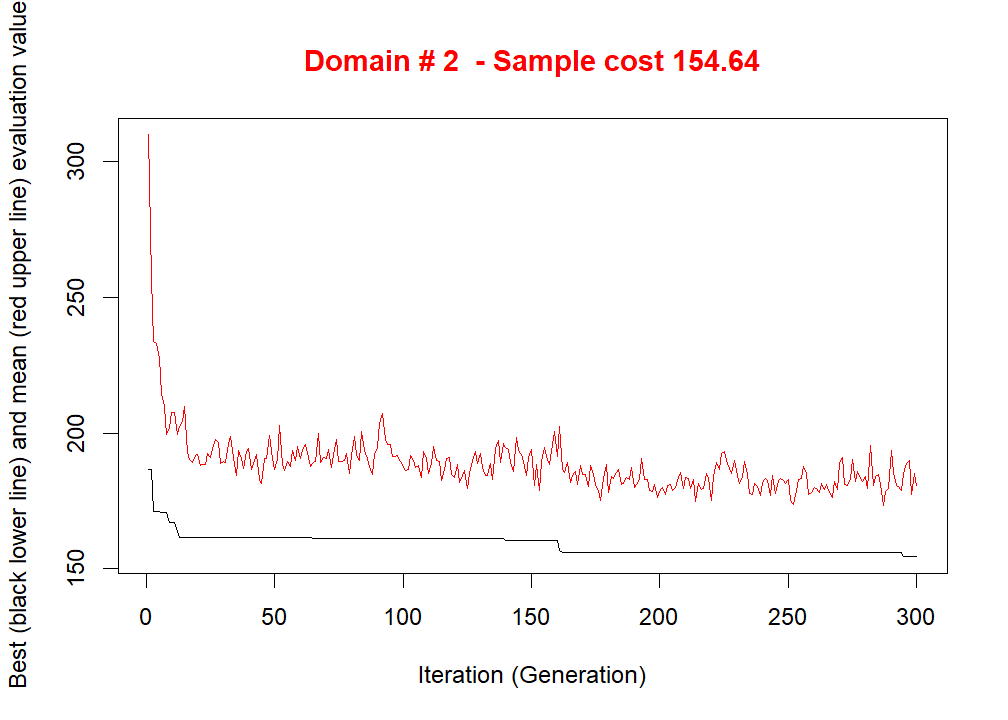 Domain # 2  - Sample cost 154.64
Best (black lower line) and mean (red upper line) evaluation value
300
250
200
150
0 50 100 150 200 250 300
Iteration (Generation)